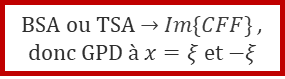 BSA ou TSA → Im{CFF} ,
donc GPD à x = ξ et −ξ